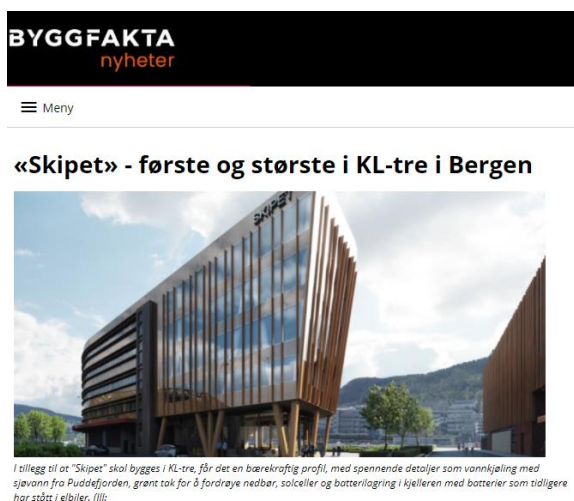 BYGGFAKTA
nyheter
Meny
«Skipet» - første og største i KL-tre i Bergen
SKIPET
I tillegg til at "Skipet" skal bygges i KL-tre, får det en bærekraftig profil, med spennende detaljer som vannkjøling med
sjøvann fra Puddefjorden, grønt tak for å fordrøye nedbør, solceller og batterilagring i kjelleren med batterier som tidligere
har stått i elbiler. (Ill: